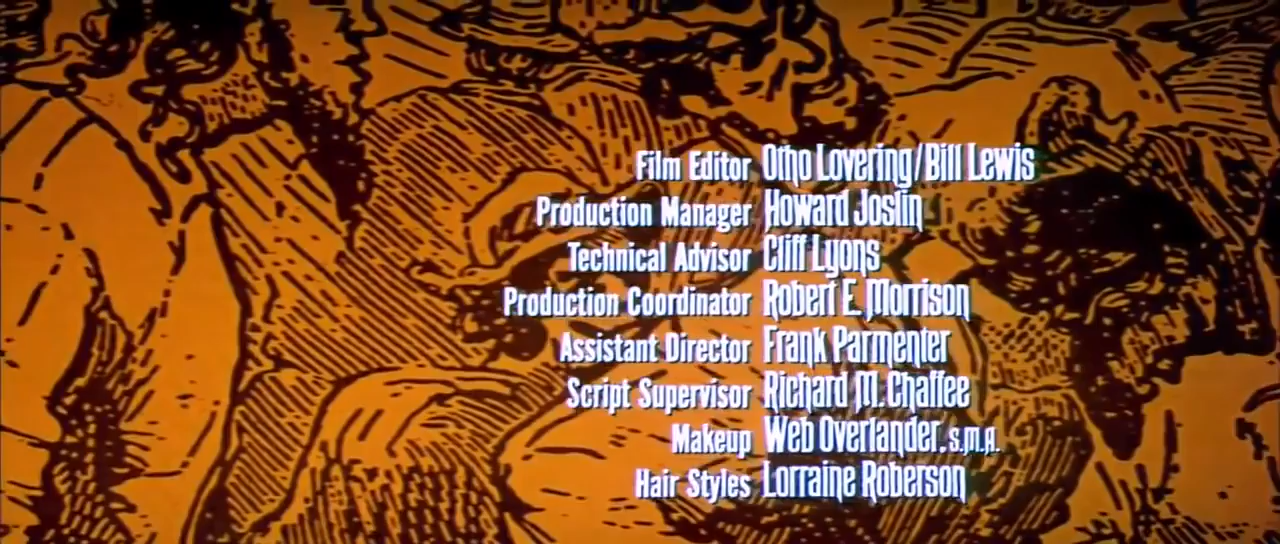 Film Editor Otho Lovering/Bill Lewis
Production Manager Howard Joslin
Technical Advisor Cliff Lyons
Production Coordinator Robert E. Morrison
Assistant Director Frank Parmenter
Script Supervisor Richard M. Chaffee
Makeup Web Overlander, S.M.A.
Hair Styles Lorraine Roberson